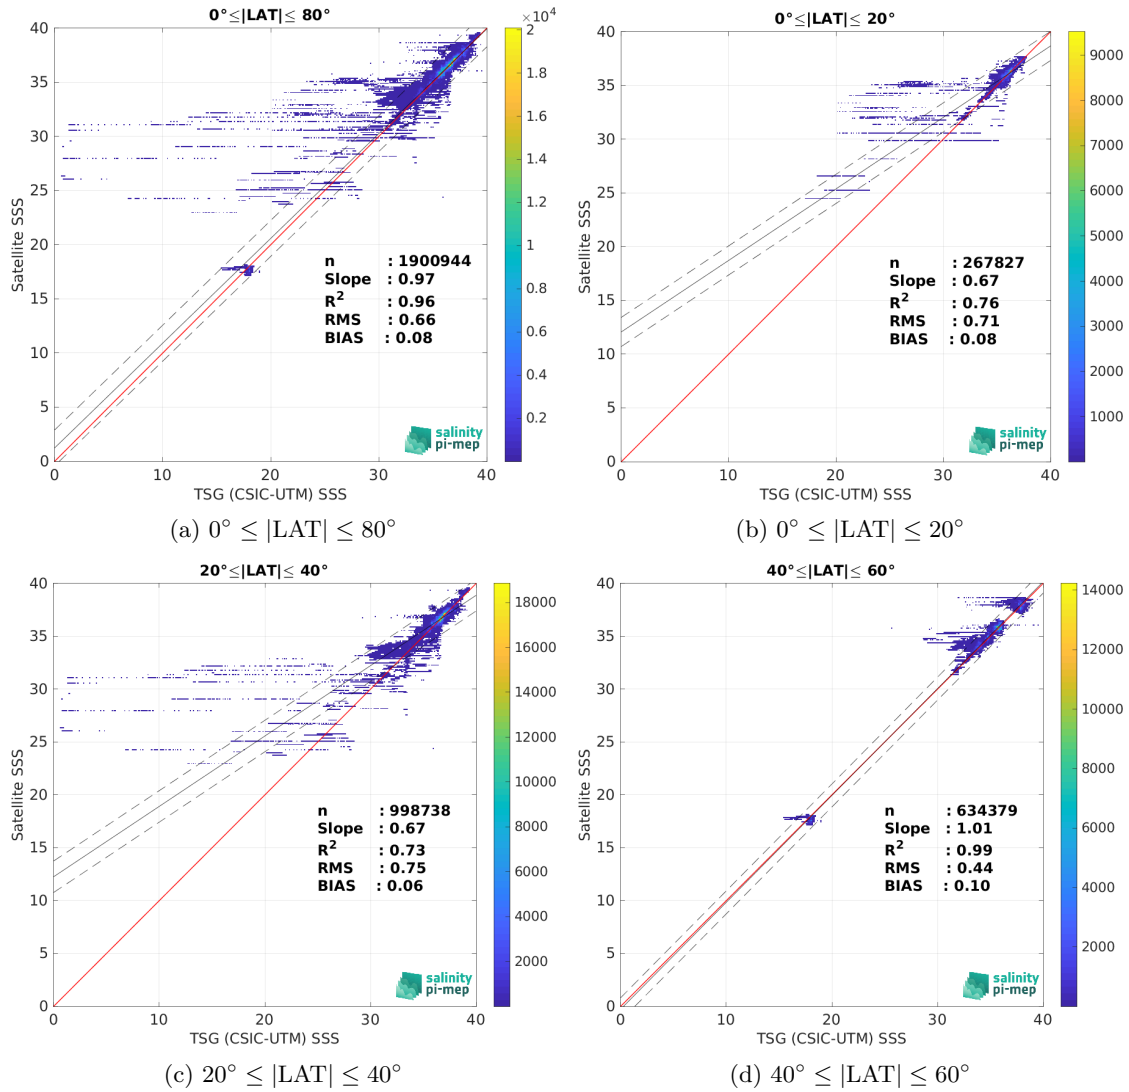 0°≤|LAT|≤ 80°
×10⁴
40
35
30
25
20
15
10
5
0
Satellite SSS
n : 1900944
Slope : 0.97
R² : 0.96
RMS : 0.66
BIAS : 0.08
salinity
pi-mep
0 10 20 30 40
TSG (CSIC-UTM) SSS
2
1.8
1.6
1.4
1.2
1
0.8
0.6
0.4
0.2
(a) 0° ≤ |LAT| ≤ 80°
0°≤|LAT|≤ 20°
40
35
30
25
20
15
10
5
0
Satellite SSS
n : 267827
Slope : 0.67
R² : 0.76
RMS : 0.71
BIAS : 0.08
salinity
pi-mep
0 10 20 30 40
TSG (CSIC-UTM) SSS
9000
8000
7000
6000
5000
4000
3000
2000
1000
(b) 0° ≤ |LAT| ≤ 20°
20°≤|LAT|≤ 40°
40
35
30
25
20
15
10
5
0
Satellite SSS
n : 998738
Slope : 0.67
R² : 0.73
RMS : 0.75
BIAS : 0.06
salinity
pi-mep
0 10 20 30 40
TSG (CSIC-UTM) SSS
18000
16000
14000
12000
10000
8000
6000
4000
2000
(c) 20° ≤ |LAT| ≤ 40°
40°≤|LAT|≤ 60°
40
35
30
25
20
15
10
5
0
Satellite SSS
n : 634379
Slope : 1.01
R² : 0.99
RMS : 0.44
BIAS : 0.10
salinity
pi-mep
0 10 20 30 40
TSG (CSIC-UTM) SSS
14000
12000
10000
8000
6000
4000
2000
(d) 40° ≤ |LAT| ≤ 60°